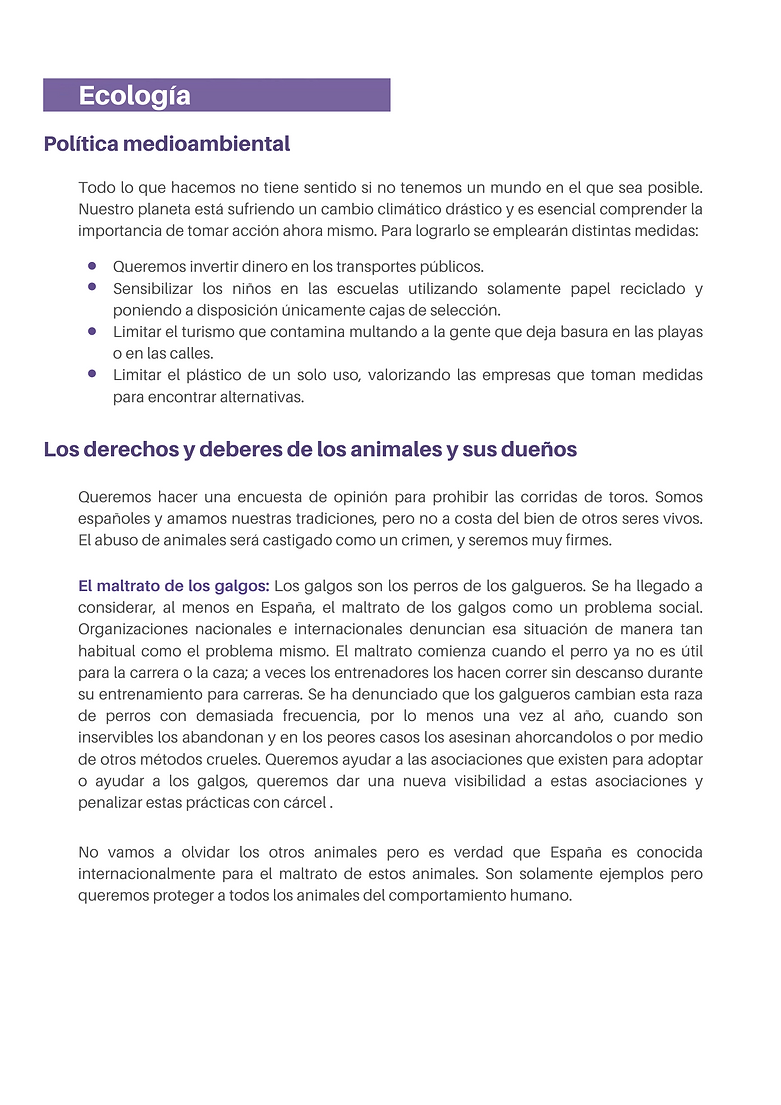 Ecología
Política medioambiental
Todo lo que hacemos no tiene sentido si no tenemos un mundo en el que sea posible.
Nuestro planeta está sufriendo un cambio climático drástico y es esencial comprender la
importancia de tomar acción ahora mismo. Para lograrlo se emplearán distintas medidas:
• Queremos invertir dinero en los transportes públicos.
• Sensibilizar los niños en las escuelas utilizando solamente papel reciclado y
poniendo a disposición únicamente cajas de selección.
• Limitar el turismo que contamina multando a la gente que deja basura en las playas
o en las calles.
• Limitar el plástico de un solo uso, valorizando las empresas que toman medidas
para encontrar alternativas.
Los derechos y deberes de los animales y sus dueños
Queremos hacer una encuesta de opinión para prohibir las corridas de toros. Somos
españoles y amamos nuestras tradiciones, pero no a costa del bien de otros seres vivos.
El abuso de animales será castigado como un crimen, y seremos muy firmes.
El maltrato de los galgos: Los galgos son los perros de los galgueros. Se ha llegado a
considerar, al menos en España, el maltrato de los galgos como un problema social.
Organizaciones nacionales e internacionales denuncian esa situación de manera tan
habitual como el problema mismo. El maltrato comienza cuando el perro ya no es útil
para la carrera o la caza; a veces los entrenadores los hacen correr sin descanso durante
su entrenamiento para carreras. Se ha denunciado que los galgueros cambian esta raza
de perros con demasiada frecuencia, por lo menos una vez al año, cuando son
inservibles los abandonan y en los peores casos los asesinan ahorcandolos o por medio
de otros métodos crueles. Queremos ayudar a las asociaciones que existen para adoptar
o ayudar a los galgos, queremos dar una nueva visibilidad a estas asociaciones y
penalizar estas prácticas con cárcel .
No vamos a olvidar los otros animales pero es verdad que España es conocida
internacionalmente para el maltrato de estos animales. Son solamente ejemplos pero
queremos proteger a todos los animales del comportamiento humano.